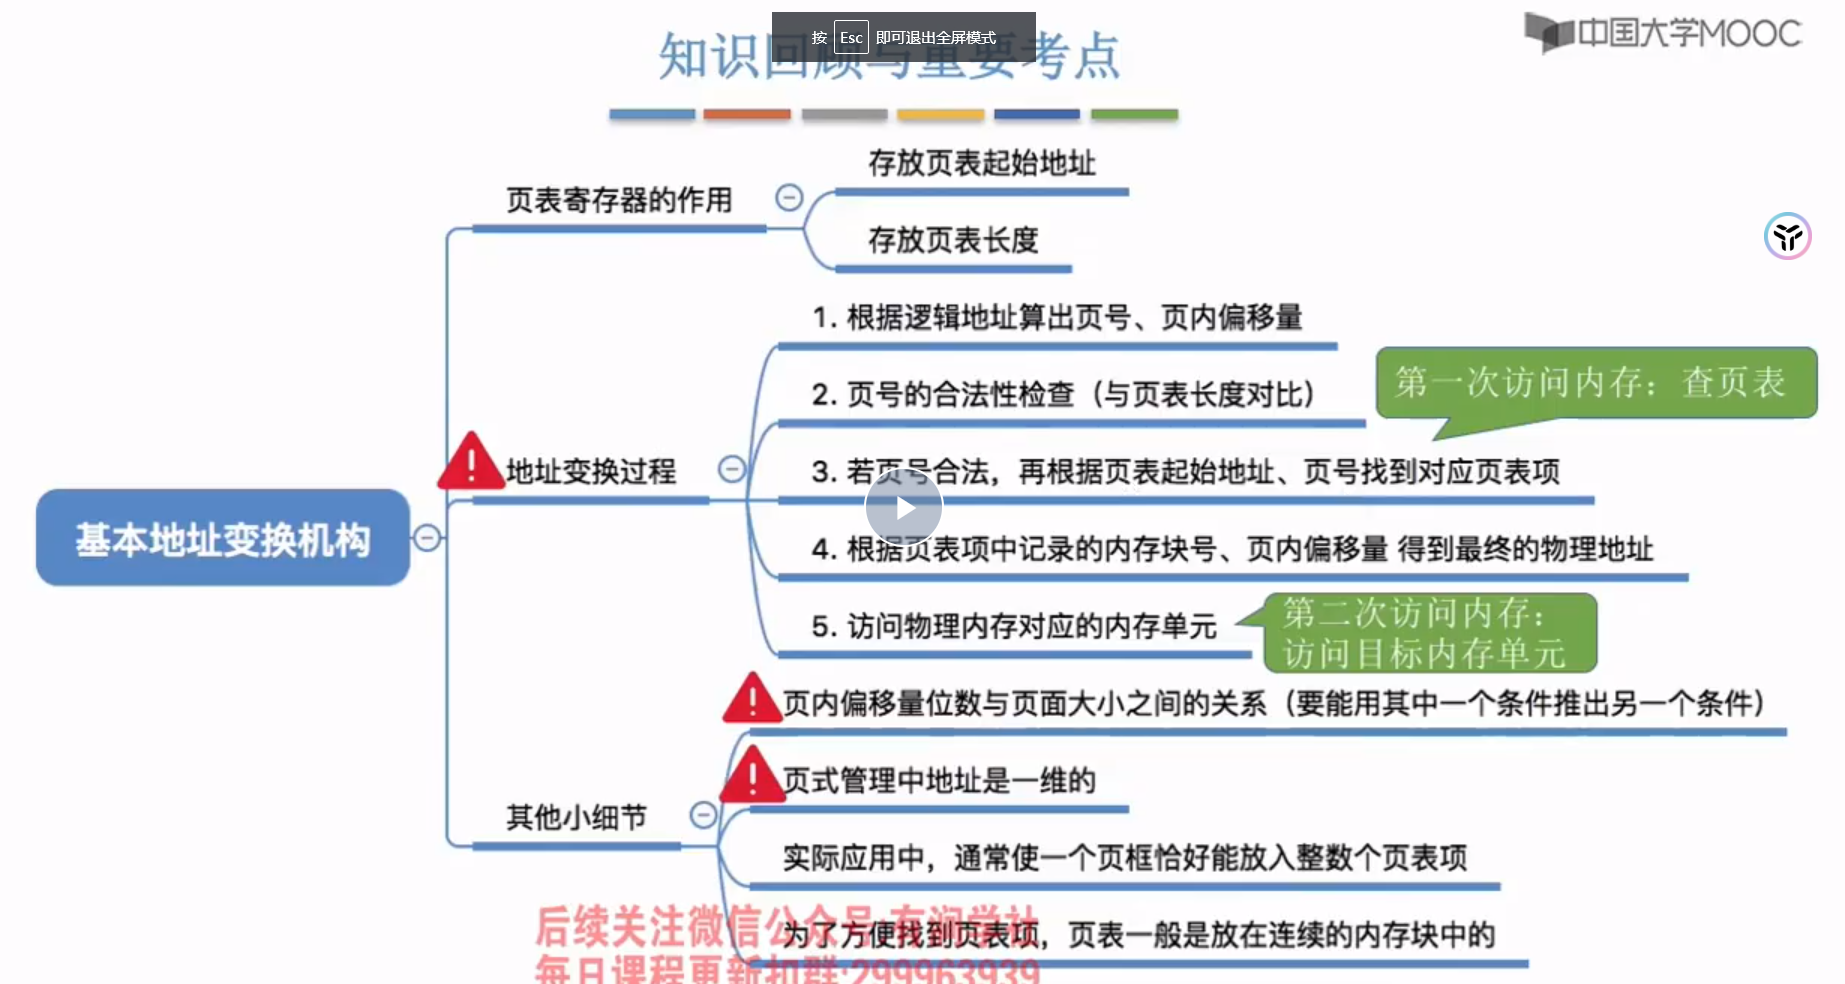 按 Esc 即可退出全屏模式
中国大学MOOC
知识回顾与重要考点
存放页表起始地址
页表寄存器的作用
存放页表长度
1. 根据逻辑地址算出页号、页内偏移量
2. 页号的合法性检查（与页表长度对比）
第一次访问内存：查页表
地址变换过程
3. 若页号合法，再根据页表起始地址、页号找到对应页表项
基本地址变换机构
4. 根据页表项中记录的内存块号、页内偏移量 得到最终的物理地址
5. 访问物理内存对应的内存单元
第二次访问内存：
访问目标内存单元
页内偏移量位数与页面大小之间的关系（要能用其中一个条件推出另一个条件）
页式管理中地址是一维的
其他小细节
实际应用中，通常使一个页框恰好能放入整数个页表项
为了方便找到页表项，页表一般是放在连续的内存块中的
后续关注微信公众号:有润学社
每日课程更新扣群:299963939